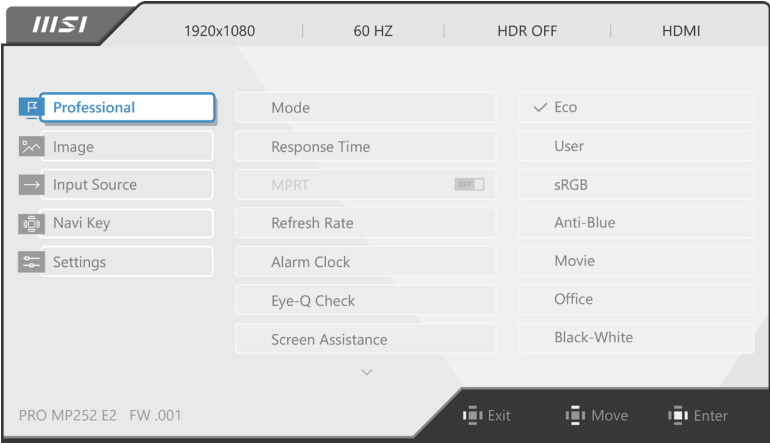 msi
1920x1080 60 HZ HDR OFF HDMI
Professional Mode Eco
Image Response Time User
Input Source MPRT OFF sRGB
Navi Key Refresh Rate Anti-Blue
Settings Alarm Clock Movie
Eye-Q Check Office
Screen Assistance Black-White
PRO MP252 E2 FW .001 Exit Move Enter